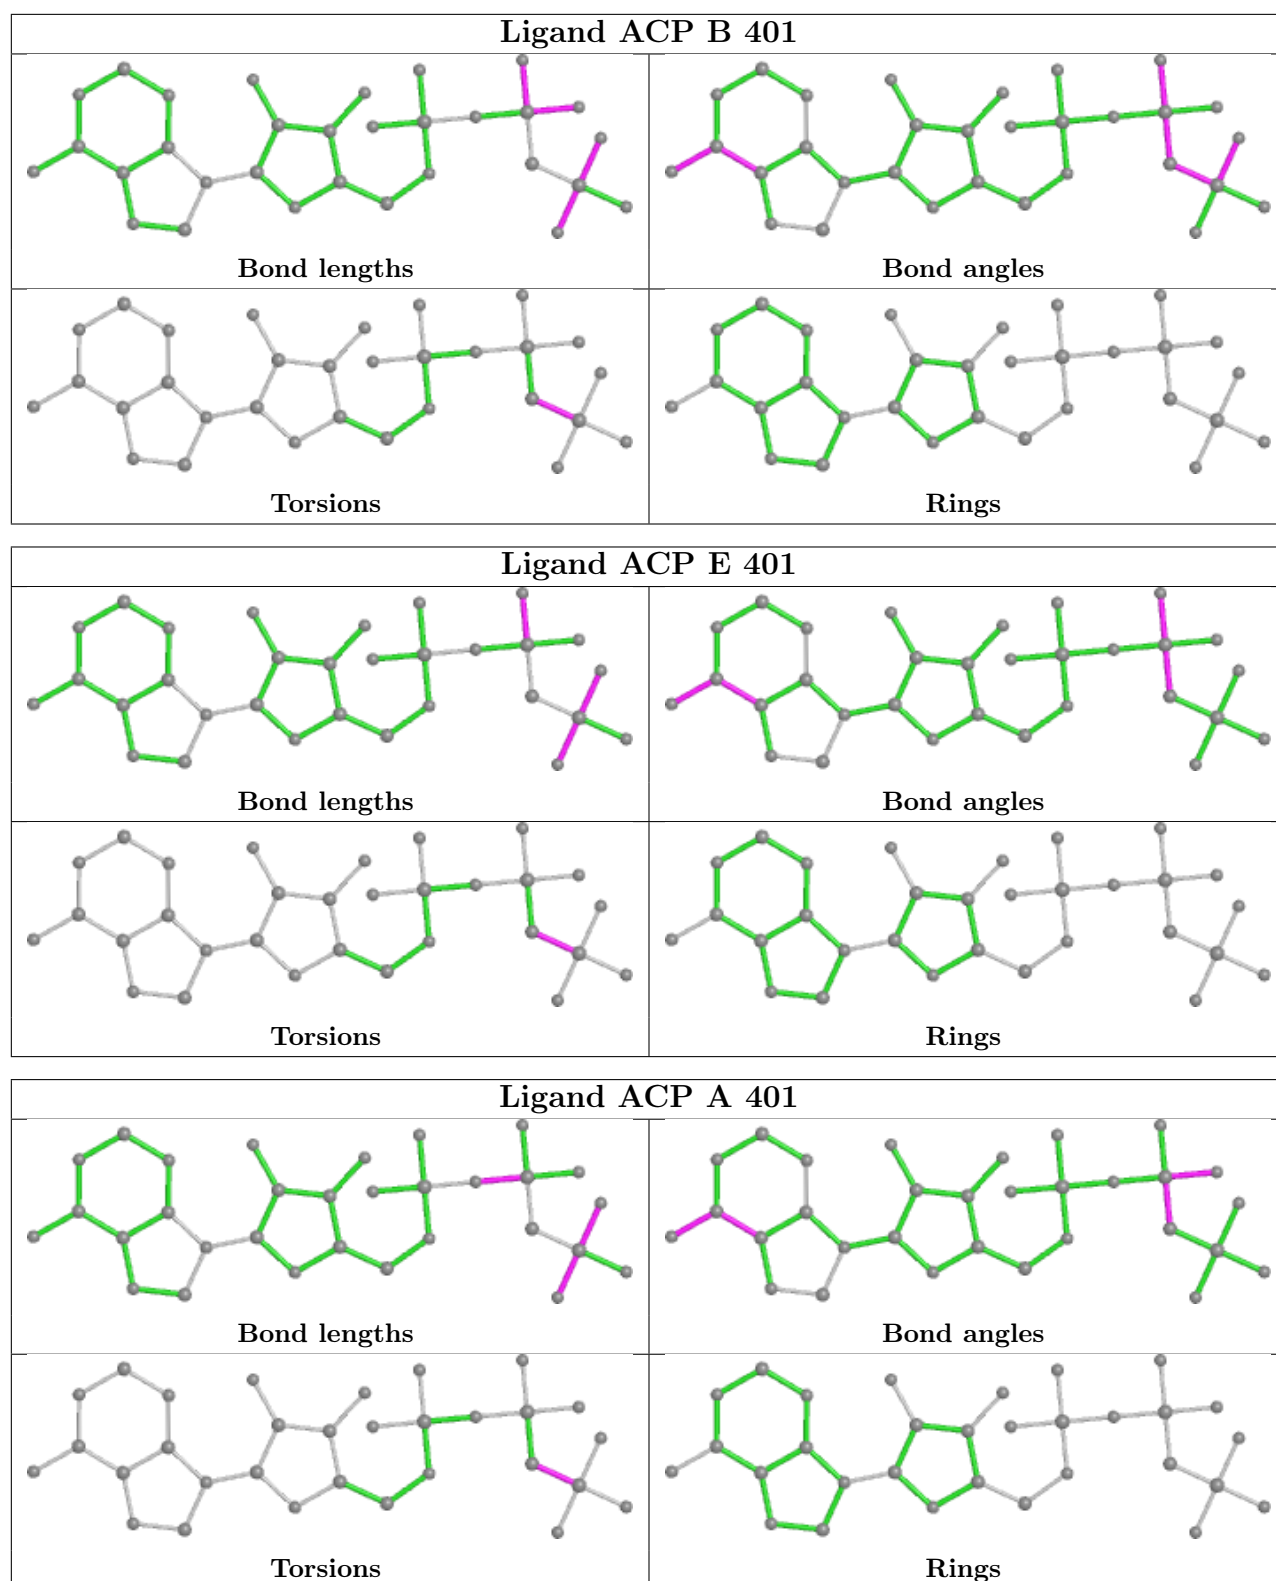 Ligand ACP B 401
Bond lengths
Bond angles
Torsions
Rings
Ligand ACP E 401
Bond lengths
Bond angles
Torsions
Rings
Ligand ACP A 401
Bond lengths
Bond angles
Torsions
Rings